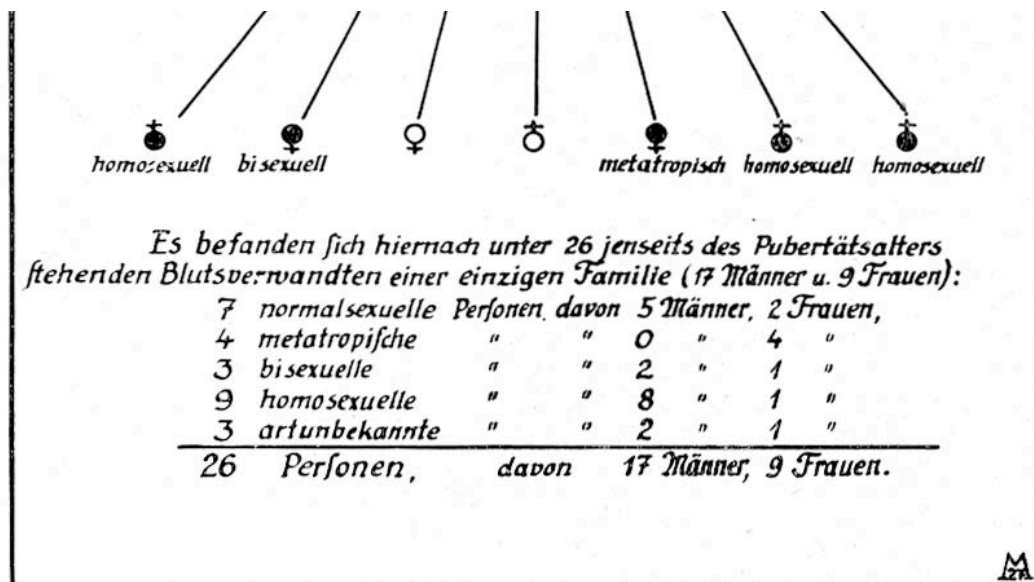 homosexuell bisexuell metatropisch homosexuell homosexuell
Es befanden ſich hiernach unter 26 jenseits des Pubertätsalters
ſtehenden Blutsverwandten einer einzigen Familie (17 Männer u. 9 Frauen):
7 normalsexuelle Perſonen, davon 5 Männer, 2 Frauen,
4 metatropiſche " " 0 " 4 "
3 bisexuelle " " 2 " 1 "
9 homosexuelle " " 8 " 1 "
3 artunbekannte " " 2 " 1 "
26 Perſonen, davon 17 Männer, 9 Frauen.